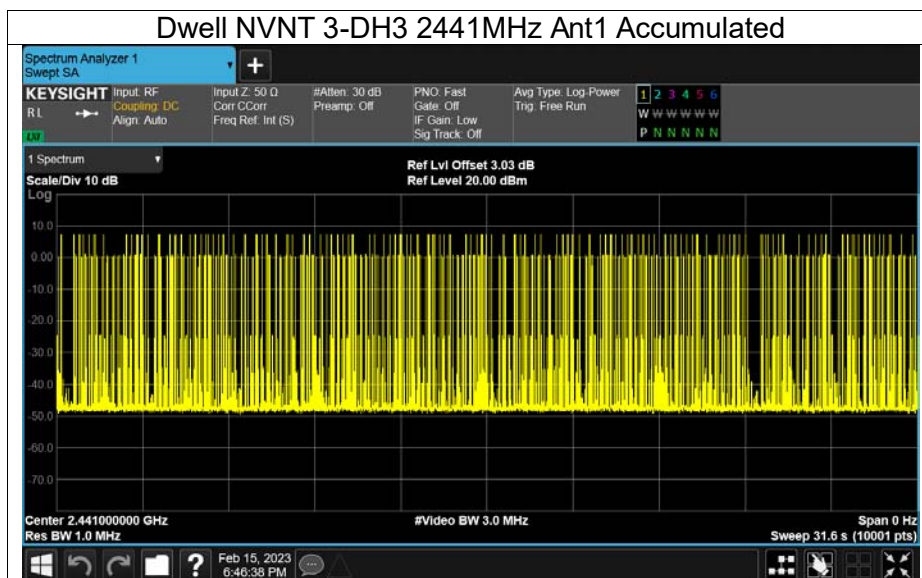 Dwell NVNT 3-DH3 2441MHz Ant1 Accumulated
Spectrum Analyzer 1
Swept SA
+
KEYSIGHT Input: RF Input Z: 50 Ω #Atten: 30 dB PNO: Fast Avg Type: Log-Power 1 2 3 4 5 6
R L Coupling: DC Corr CCorr Preamp: Off Gate: Off Trig: Free Run W W W W W W
Align: Auto Freq Ref: Int (S) IF Gain: Low
LXI Sig Track: Off P N N N N N
1 Spectrum
Ref Lvl Offset 3.03 dB
Scale/Div 10 dB Ref Level 20.00 dBm
Log
10.0
0.00
-10.0
-20.0
-30.0
-40.0
-50.0
-60.0
-70.0
Center 2.441000000 GHz #Video BW 3.0 MHz Span 0 Hz
Res BW 1.0 MHz Sweep 31.6 s (10001 pts)
? Feb 15, 2023
6:46:38 PM